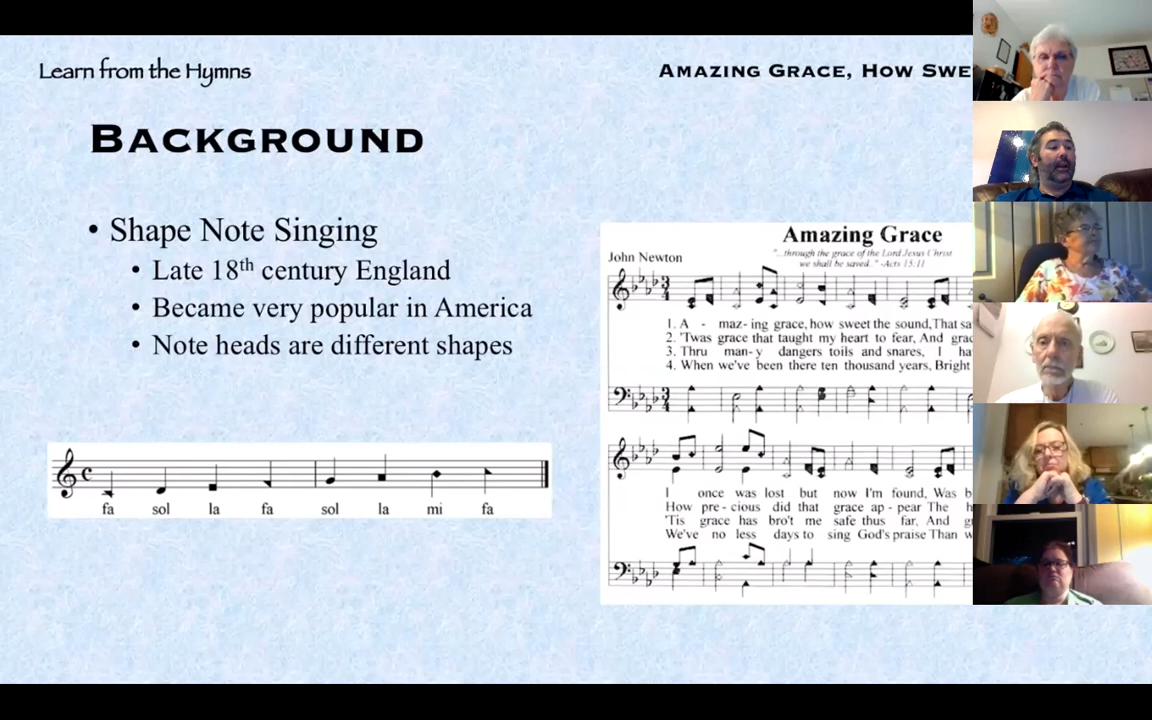 Learn from the Hymns
AMAZING GRACE, HOW SWE
BACKGROUND
• Shape Note Singing
• Late 18th century England
• Became very popular in America
• Note heads are different shapes
fa sol la fa sol la mi fa
Amazing Grace
John Newton
"...through the grace of the Lord Jesus Christ
we shall be saved.." -Acts 15:11
1. A - maz-ing grace, how sweet the sound, That sa
2. 'Twas grace that taught my heart to fear, And grac
3. Thru man-y dangers toils and snares, I ha
4. When we've been there ten thousand years, Bright
I once was lost but now I'm found, Was b
How pre-cious did that grace ap-pear The h
'Tis grace has bro't me safe thus far, And g
We've no less days to sing God's praise Than w